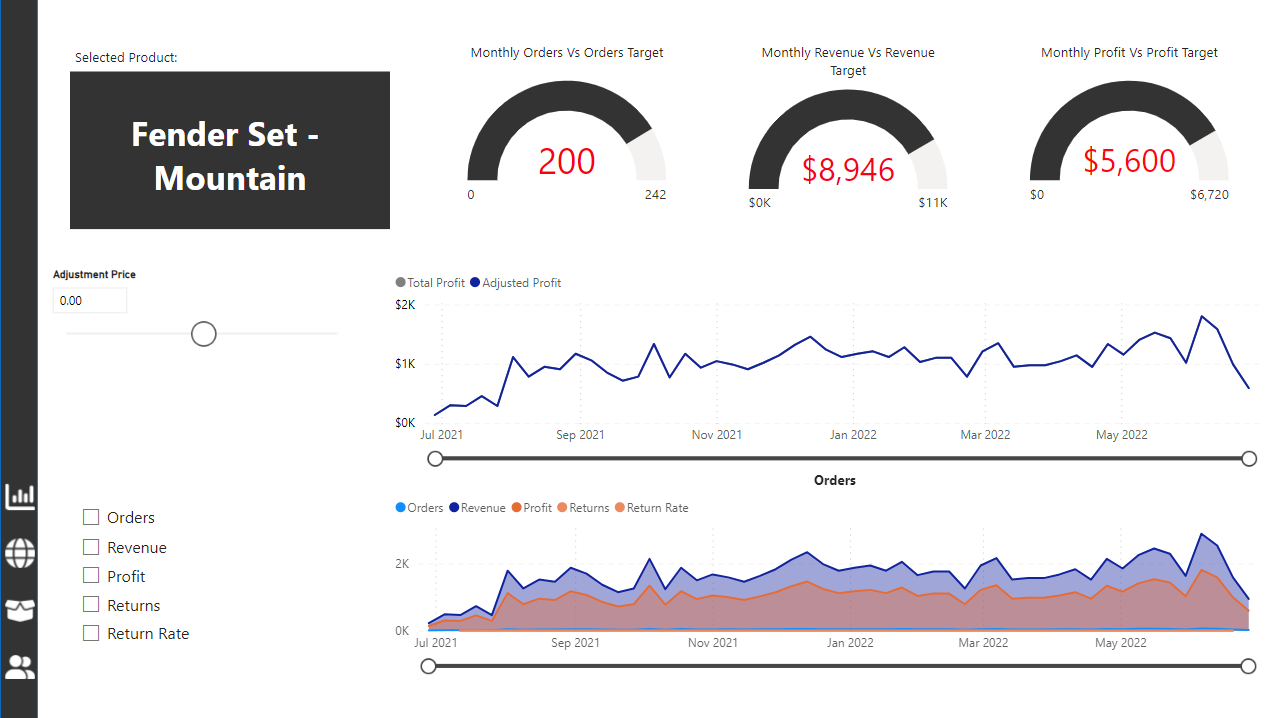 Selected Product:
Fender Set -
Mountain
Monthly Orders Vs Orders Target
200
0
242
Monthly Revenue Vs Revenue
Target
$8,946
$0K
$11K
Monthly Profit Vs Profit Target
$5,600
$0
$6,720
Adjustment Price
0.00
Total Profit Adjusted Profit
$2K
$1K
$0K
Jul 2021 Sep 2021 Nov 2021 Jan 2022 Mar 2022 May 2022
Orders
Revenue
Profit
Returns
Return Rate
Orders
Orders Revenue Profit Returns Return Rate
2K
0K
Jul 2021 Sep 2021 Nov 2021 Jan 2022 Mar 2022 May 2022